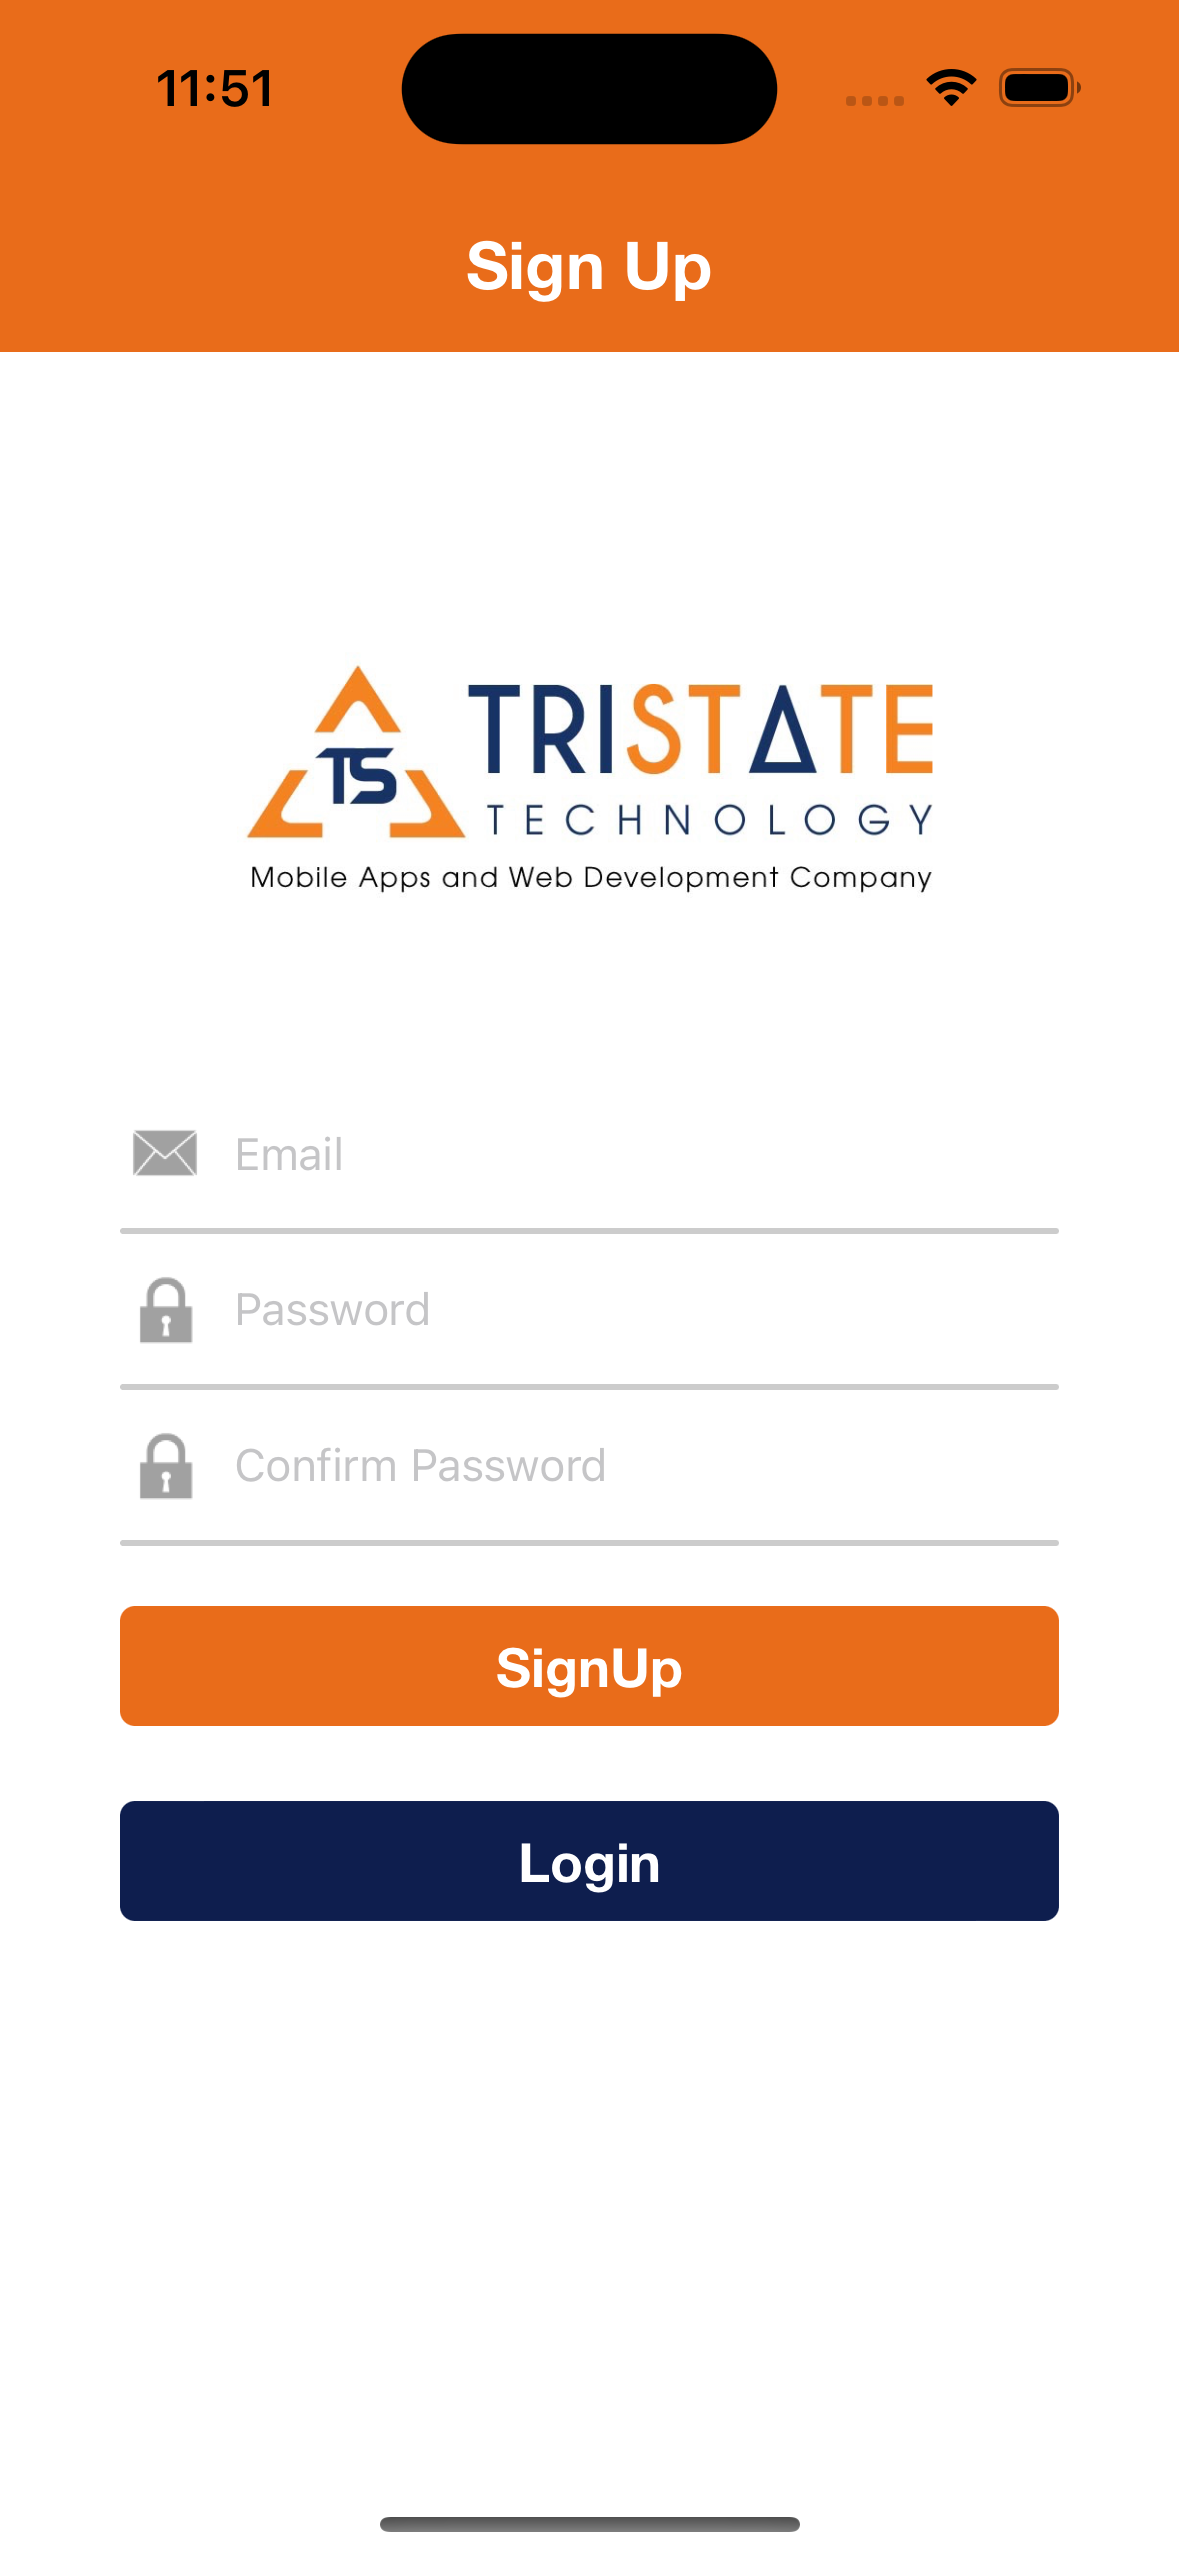 11:51
Sign Up
TS
TRISTATE
TECHNOLOGY
Mobile Apps and Web Development Company
Email
Password
Confirm Password
SignUp
Login